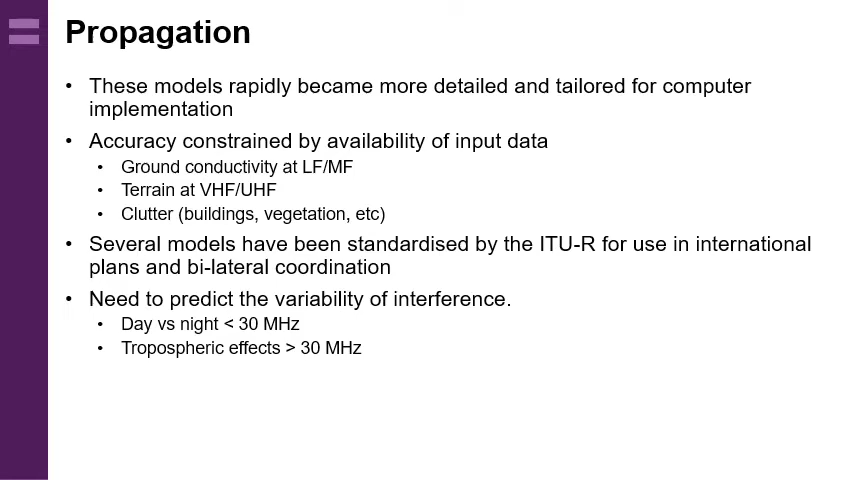 Propagation
• These models rapidly became more detailed and tailored for computer
implementation
• Accuracy constrained by availability of input data
• Ground conductivity at LF/MF
• Terrain at VHF/UHF
• Clutter (buildings, vegetation, etc)
• Several models have been standardised by the ITU-R for use in international
plans and bi-lateral coordination
• Need to predict the variability of interference.
• Day vs night < 30 MHz
• Tropospheric effects > 30 MHz